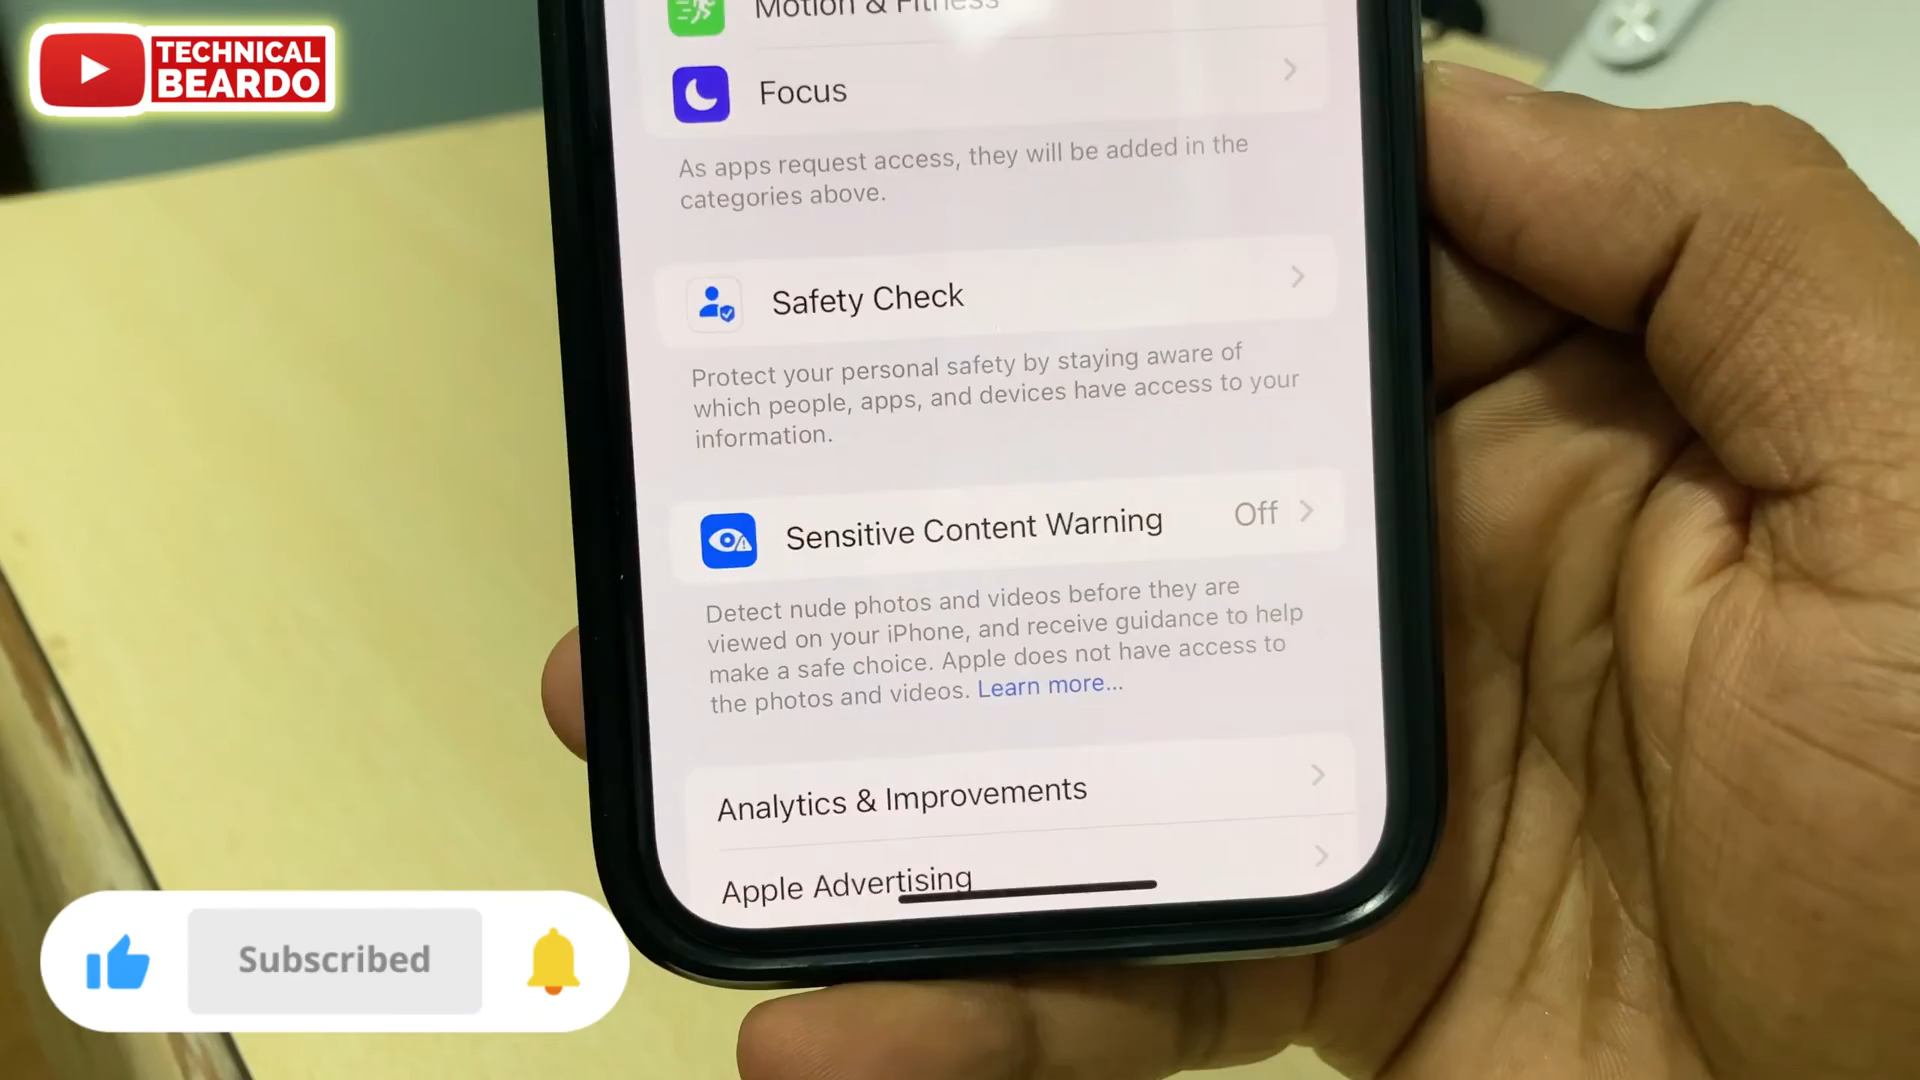 TECHNICAL
BEARDO
Motion & Fitness
Focus
As apps request access, they will be added in the
categories above.
Safety Check
Protect your personal safety by staying aware of
which people, apps, and devices have access to your
information.
Sensitive Content Warning Off
Detect nude photos and videos before they are
viewed on your iPhone, and receive guidance to help
make a safe choice. Apple does not have access to
the photos and videos. Learn more...
Analytics & Improvements
Apple Advertising
Subscribed